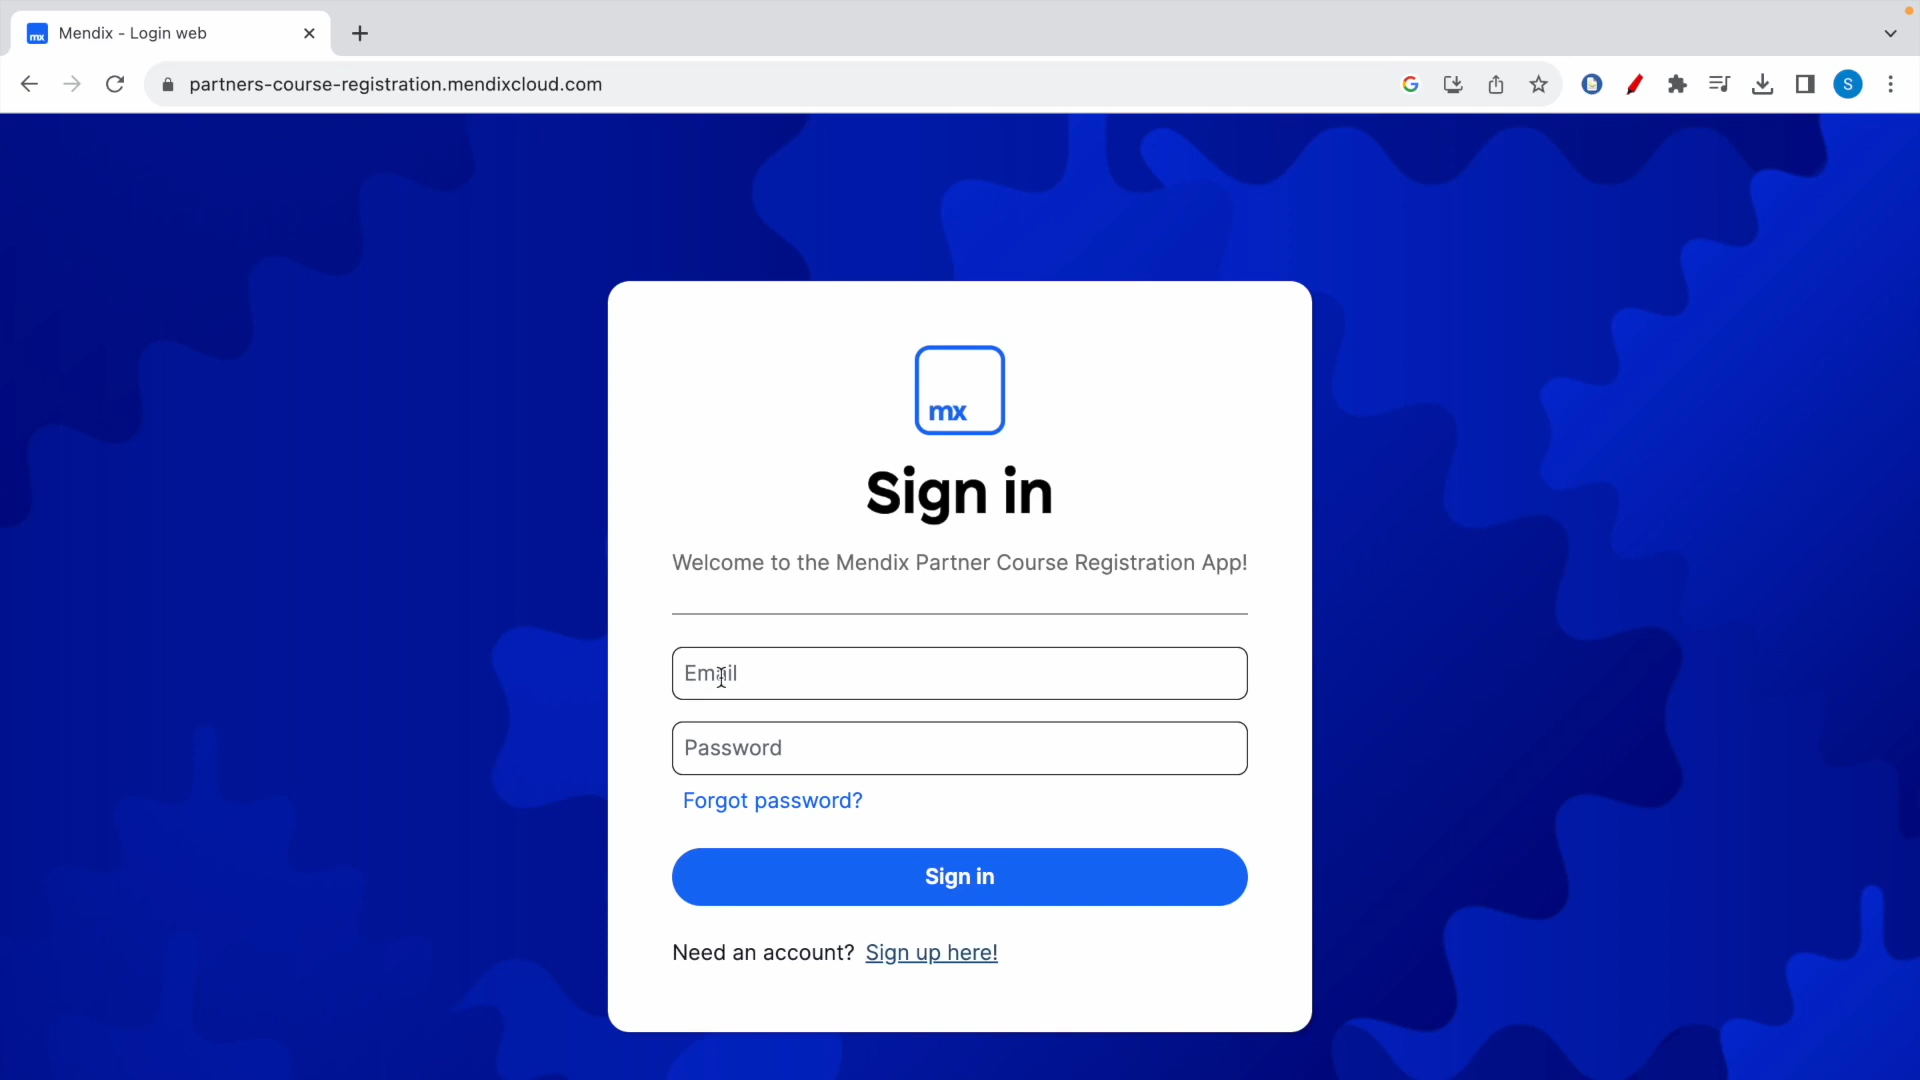 mx Mendix - Login web
partners-course-registration.mendixcloud.com
S
mx
Sign in
Welcome to the Mendix Partner Course Registration App!
Email
Password
Forgot password?
Sign in
Need an account? Sign up here!